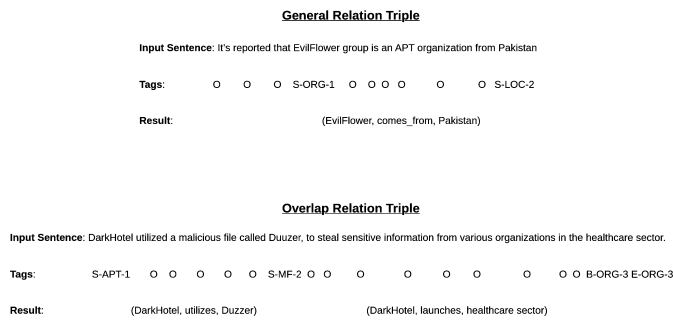 General Relation Triple
Input Sentence: It's reported that EvilFlower group is an APT organization from Pakistan
Tags: O O O S-ORG-1 O O O O O O S-LOC-2
Result: (EvilFlower, comes_from, Pakistan)
Overlap Relation Triple
Input Sentence: DarkHotel utilized a malicious file called Duuzer, to steal sensitive information from various organizations in the healthcare sector.
Tags: S-APT-1 O O O O O S-MF-2 O O O O O O O O O B-ORG-3 E-ORG-3
Result: (DarkHotel, utilizes, Duzzer) (DarkHotel, launches, healthcare sector)